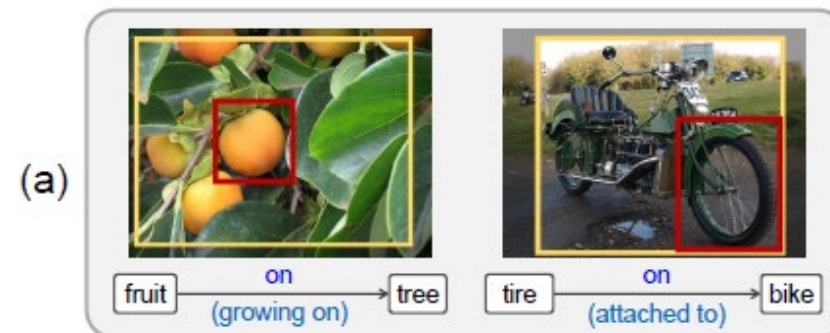 (a)
on
fruit
tree
(growing on)
on
tire
bike
(attached to)